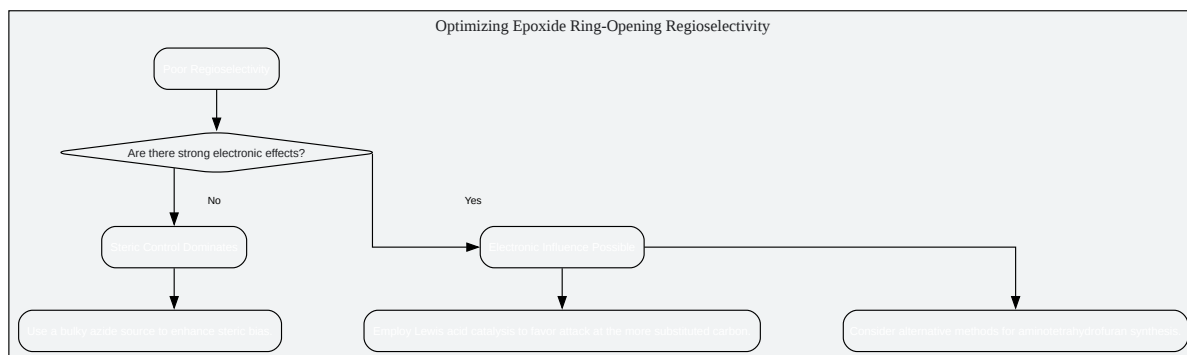 Optimizing Epoxide Ring-Opening Regioselectivity
Poor Regioselectivity
Are there strong electronic effects?
No
Yes
Steric Control Dominates
Electronic Influence Possible
Use a bulky azide source to enhance steric bias.
Employ Lewis acid catalysis to favor attack at the more substituted carbon.
Consider alternative methods for aminotetrahydrofuran synthesis.